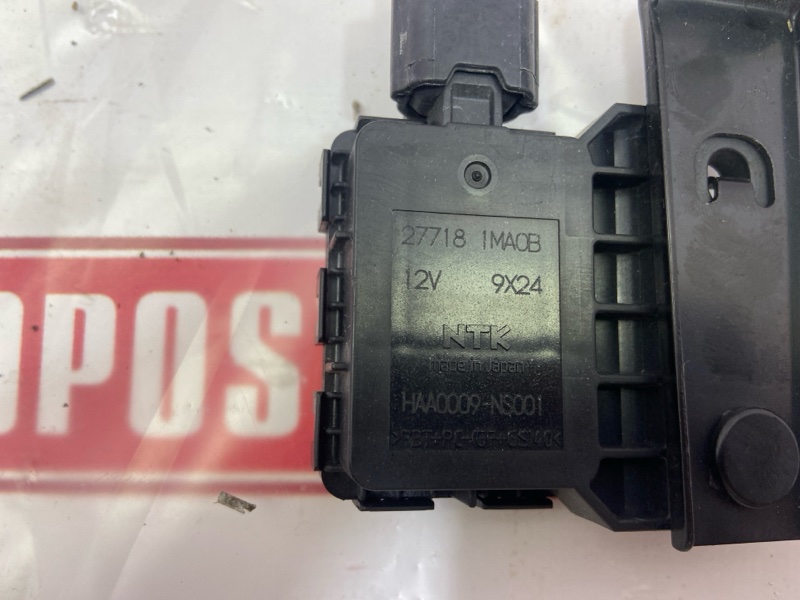 27718 1MA0B
12V 9X24
NTK
Made in Japan
HAA0009-NS001
OPOS